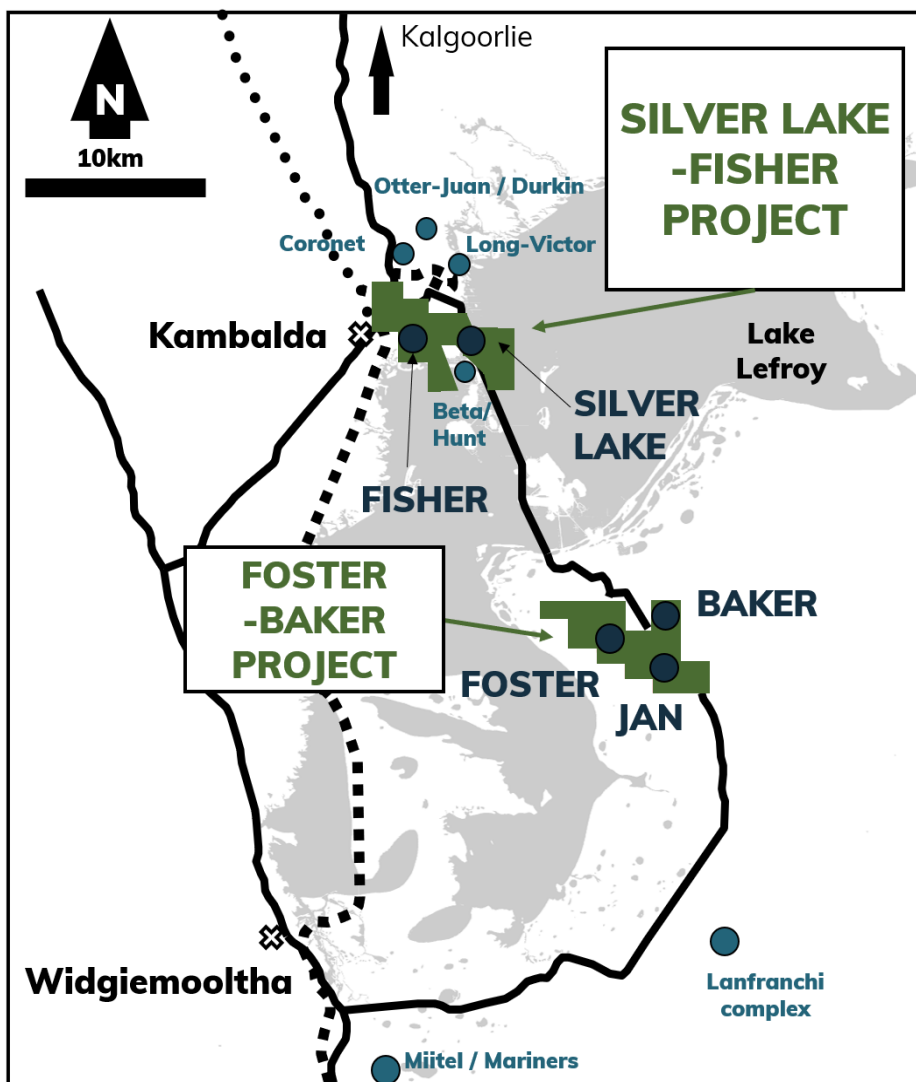 Kalgoorlie
N
10km
SILVER LAKE
-FISHER
PROJECT
Otter-Juan / Durkin
Coronet
Long-Victor
Kambalda
Lake
Lefroy
Beta/
Hunt
SILVER
LAKE
FISHER
FOSTER
-BAKER
PROJECT
BAKER
FOSTER
JAN
Widgiemooltha
Lanfranchi
complex
Miitel / Mariners